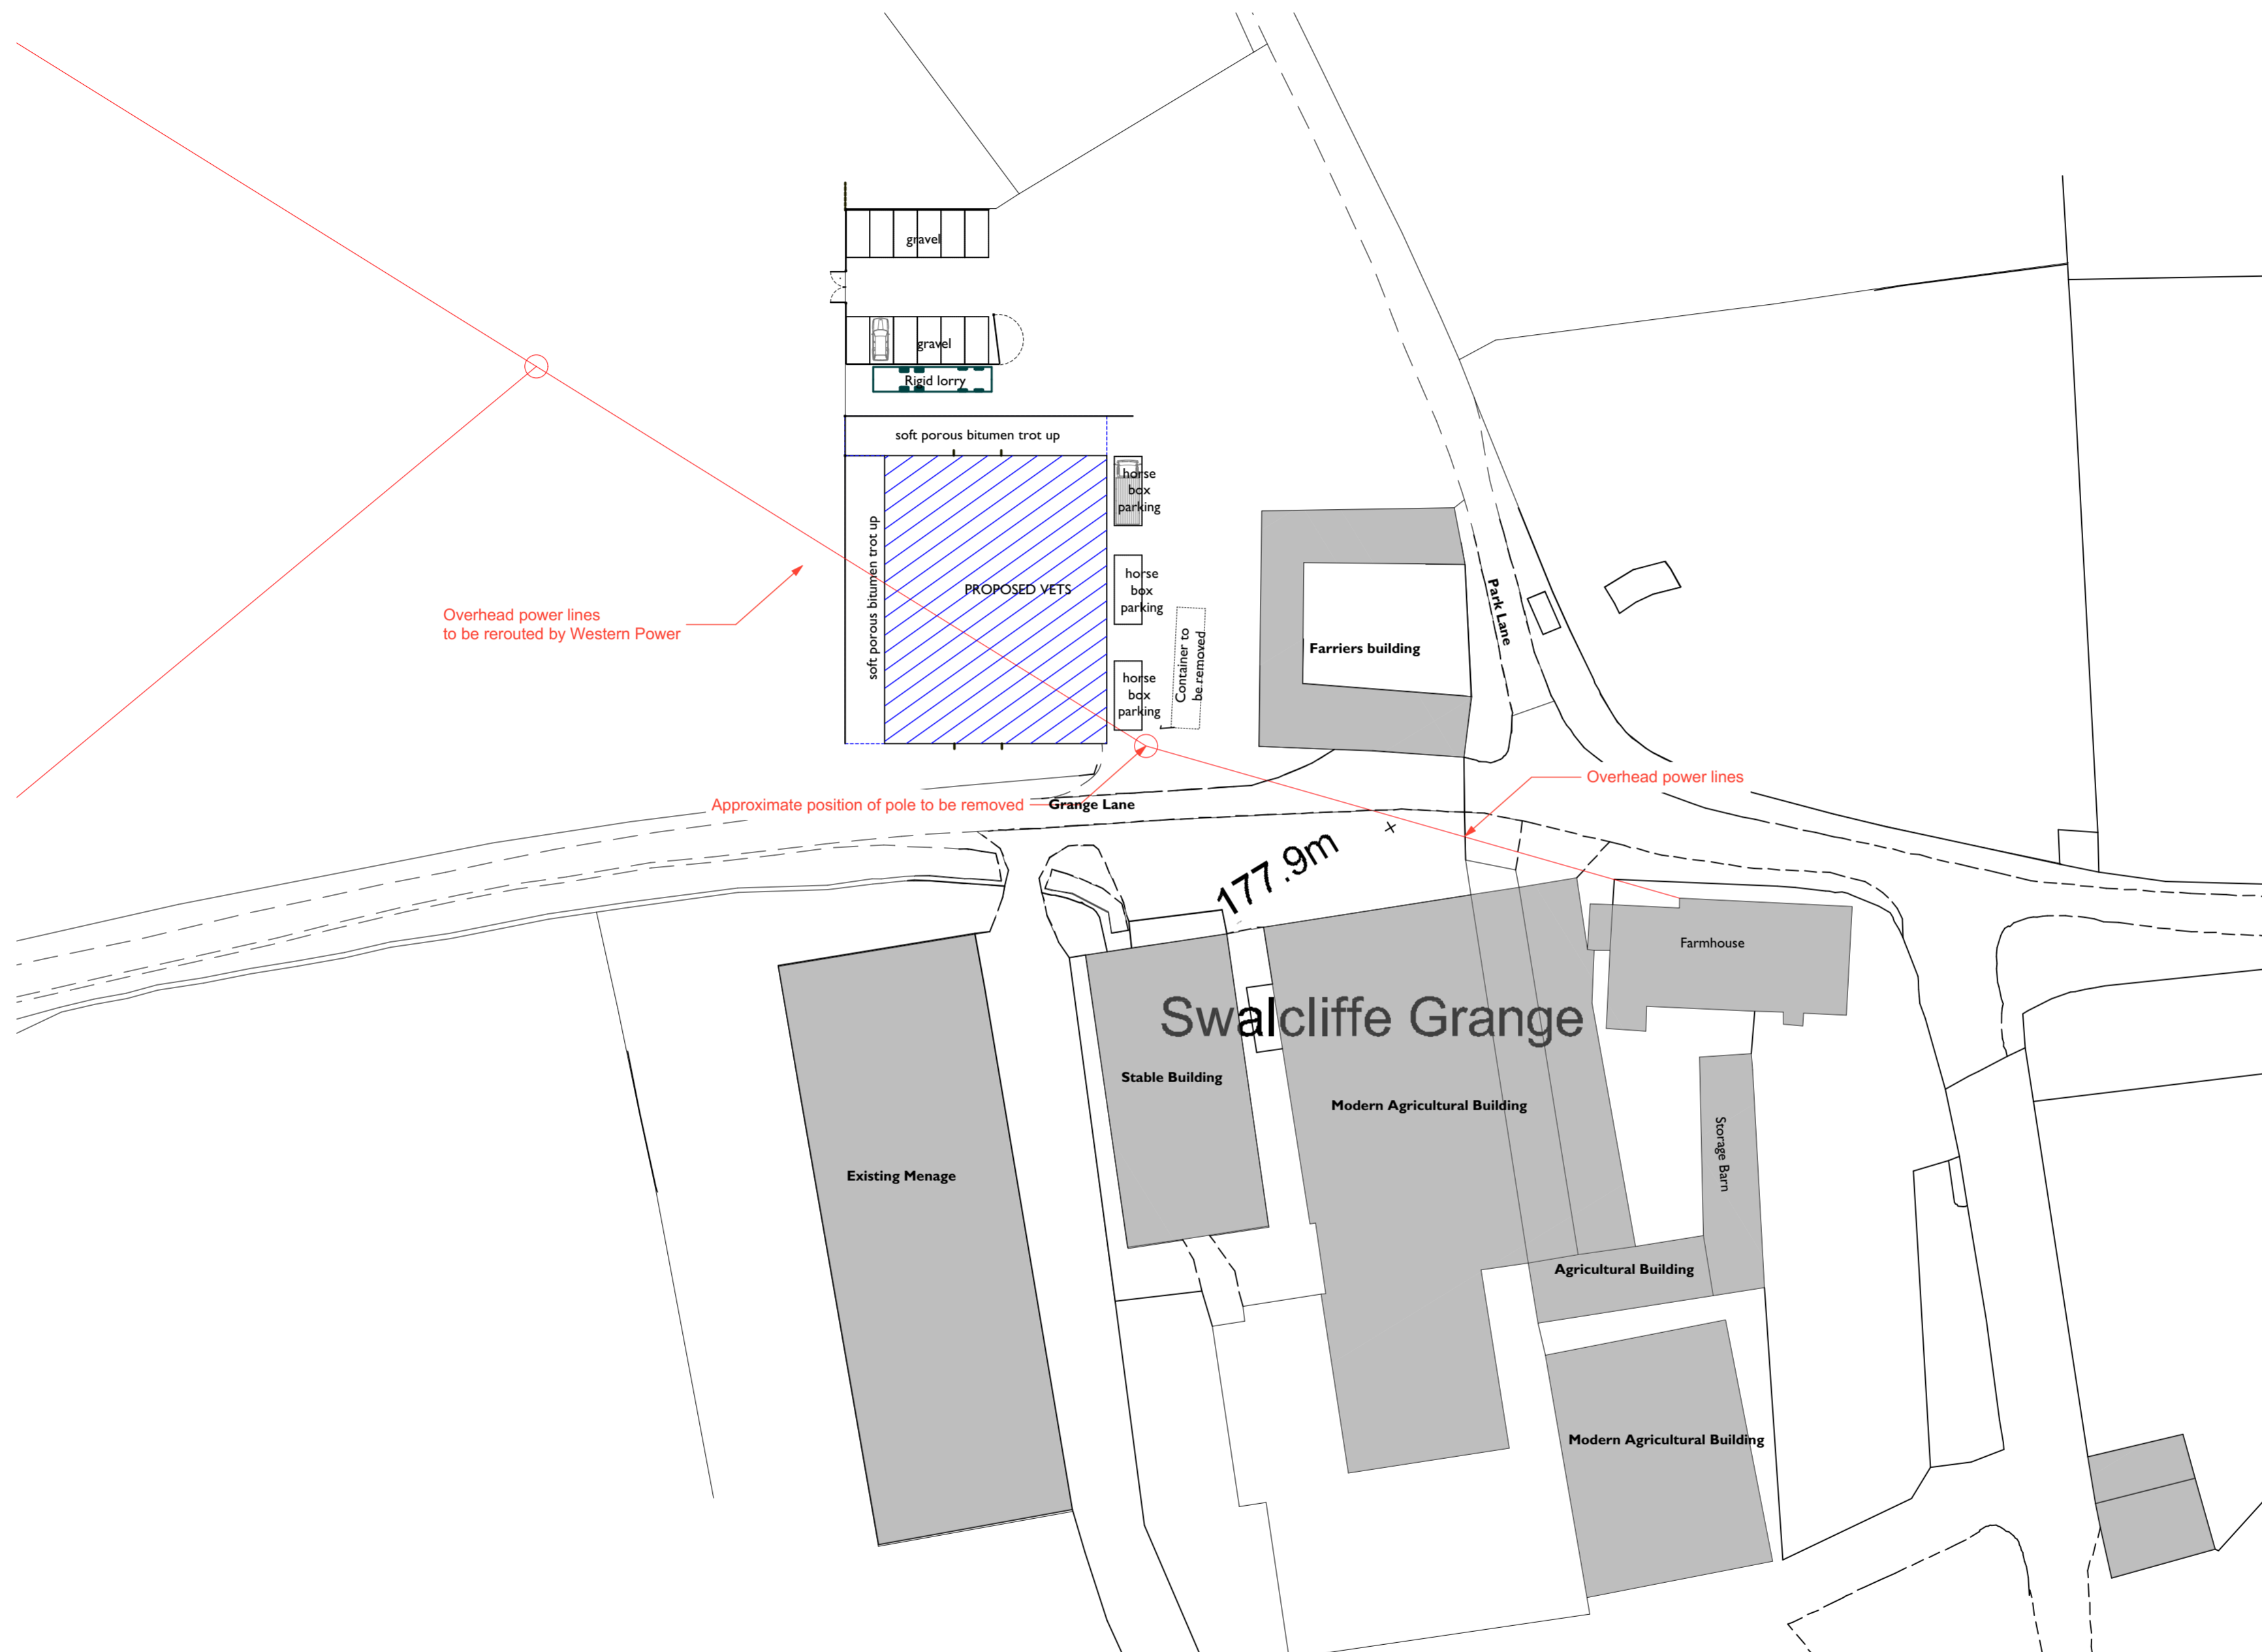 gravel
gravel
Rigid lorry
soft porous bitumen trot up
soft porous bitumen trot up
PROPOSED VETS
horse
box
parking
horse
box
parking
horse
box
parking
Container to
be removed
Overhead power lines
to be rerouted by Western Power
Farriers building
Park Lane
Overhead power lines
Approximate position of pole to be removed
Grange Lane
177.9m
Farmhouse
Swalcliffe Grange
Stable Building
Modern Agricultural Building
Storage Barn
Existing Menage
Agricultural Building
Modern Agricultural Building